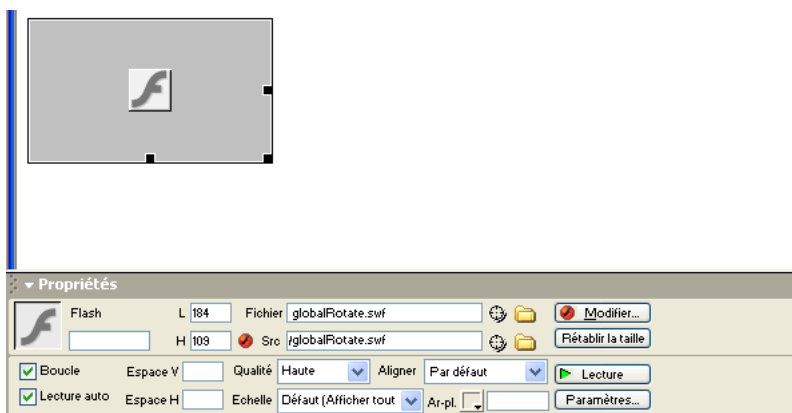 Propriétés
Flash L 184 Fichier globalRotate.swf Modifier...
H 109 Src /globalRotate.swf Rétablir la taille
Boucle Espace V Qualité Haute Aligner Par défaut Lecture
Lecture auto Espace H Echelle Défaut (Afficher tout Ar-pl. Paramètres...